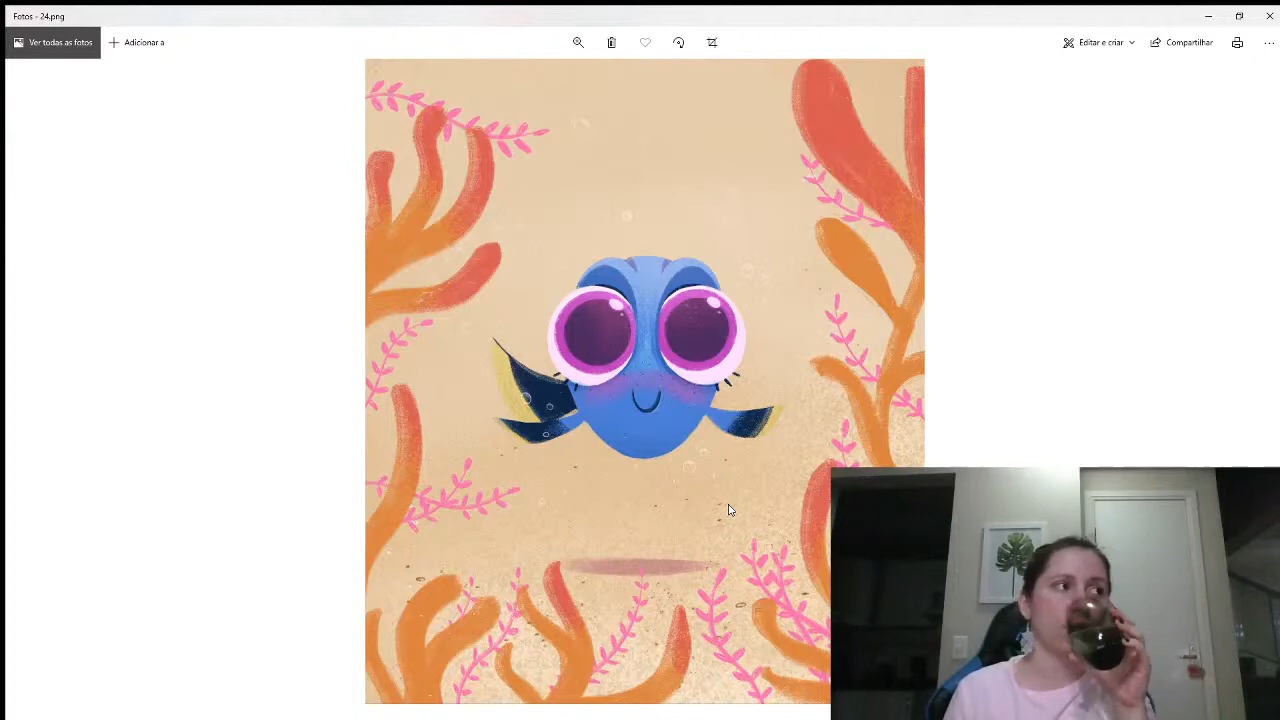 Fotos - 24.png
Ver todas as fotos
Adicionar a
Editar e criar
Compartilhar